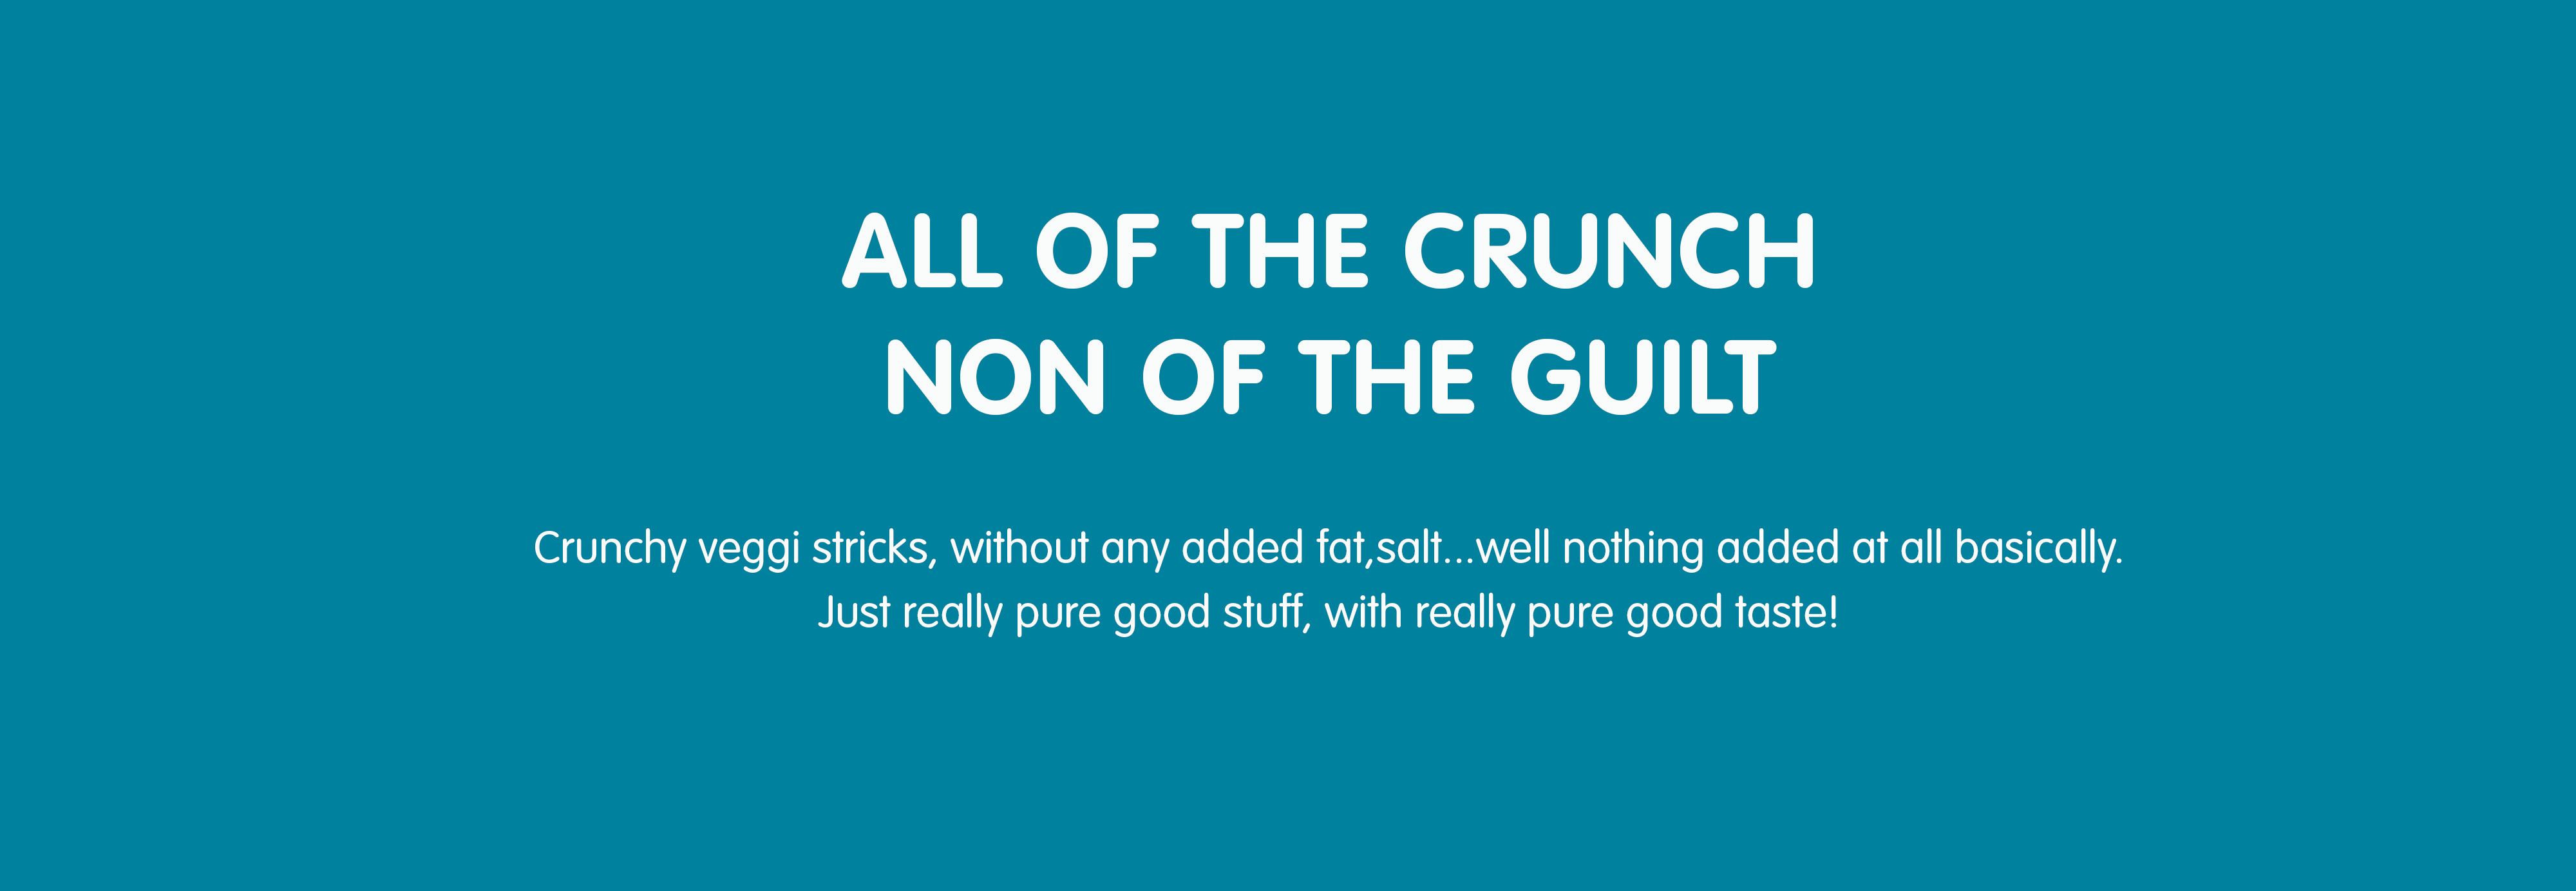 ALL OF THE CRUNCH
NON OF THE GUILT
Crunchy veggi stricks, without any added fat,salt...well nothing added at all basically.
Just really pure good stuff, with really pure good taste!